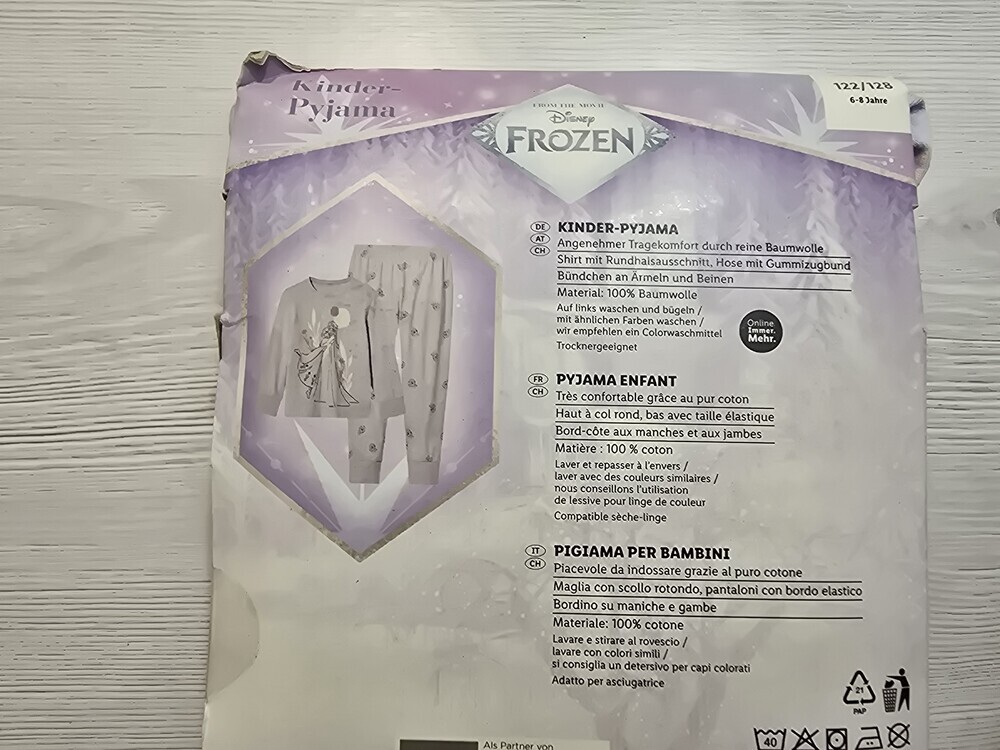 Kinder-
Pyjama
FROM THE MOVIE
Disney
FROZEN
122/128
6-8 Jahre
DE
AT
CH
KINDER-PYJAMA
Angenehmer Tragekomfort durch reine Baumwolle
Shirt mit Rundhalsausschnitt, Hose mit Gummizugbund
Bündchen an Ärmeln und Beinen
Material: 100% Baumwolle
Auf links waschen und bügeln /
mit ähnlichen Farben waschen /
wir empfehlen ein Colorwaschmittel
Trocknergeeignet
Online
Immer.
Mehr.
FR
CH
PYJAMA ENFANT
Très confortable grâce au pur coton
Haut à col rond, bas avec taille élastique
Bord-côte aux manches et aux jambes
Matière : 100 % coton
Laver et repasser à l'envers /
laver avec des couleurs similaires /
nous conseillons l'utilisation
de lessive pour linge de couleur
Compatible sèche-linge
IT
CH
PIGIAMA PER BAMBINI
Piacevole da indossare grazie al puro cotone
Maglia con scollo rotondo, pantaloni con bordo elastico
Bordino su maniche e gambe
Materiale: 100% cotone
Lavare e stirare al rovescio /
lavare con colori simili /
si consiglia un detersivo per capi colorati
Adatto per asciugatrice
21
PAP
40
Als Partner von